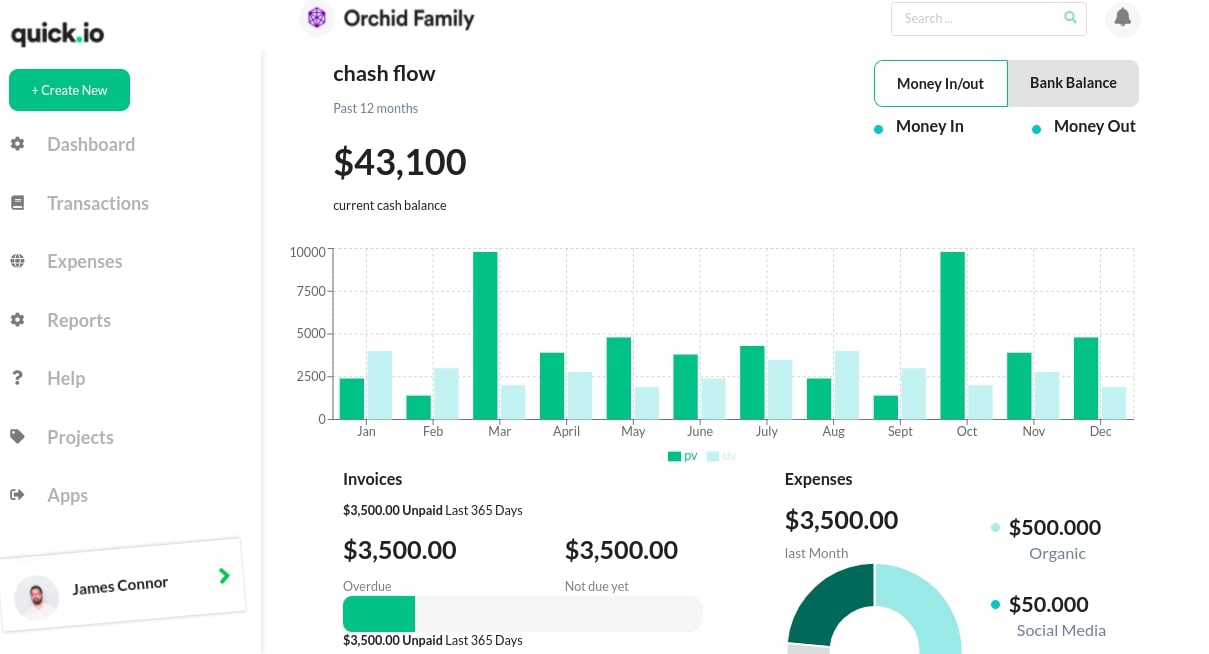 quick.io
Orchid Family
Search ...
+ Create New
Dashboard
Transactions
Expenses
Reports
Help
Projects
Apps
James Connor
chash flow
Past 12 months
$43,100
current cash balance
Money In/out
Bank Balance
Money In
Money Out
10000
7500
5000
2500
0
Jan Feb Mar April May June July Aug Sept Oct Nov Dec
pv uv
Invoices
$3,500.00 Unpaid Last 365 Days
$3,500.00 $3,500.00
Overdue Not due yet
$3,500.00 Unpaid Last 365 Days
Expenses
$3,500.00
last Month
$500.000
Organic
$50.000
Social Media